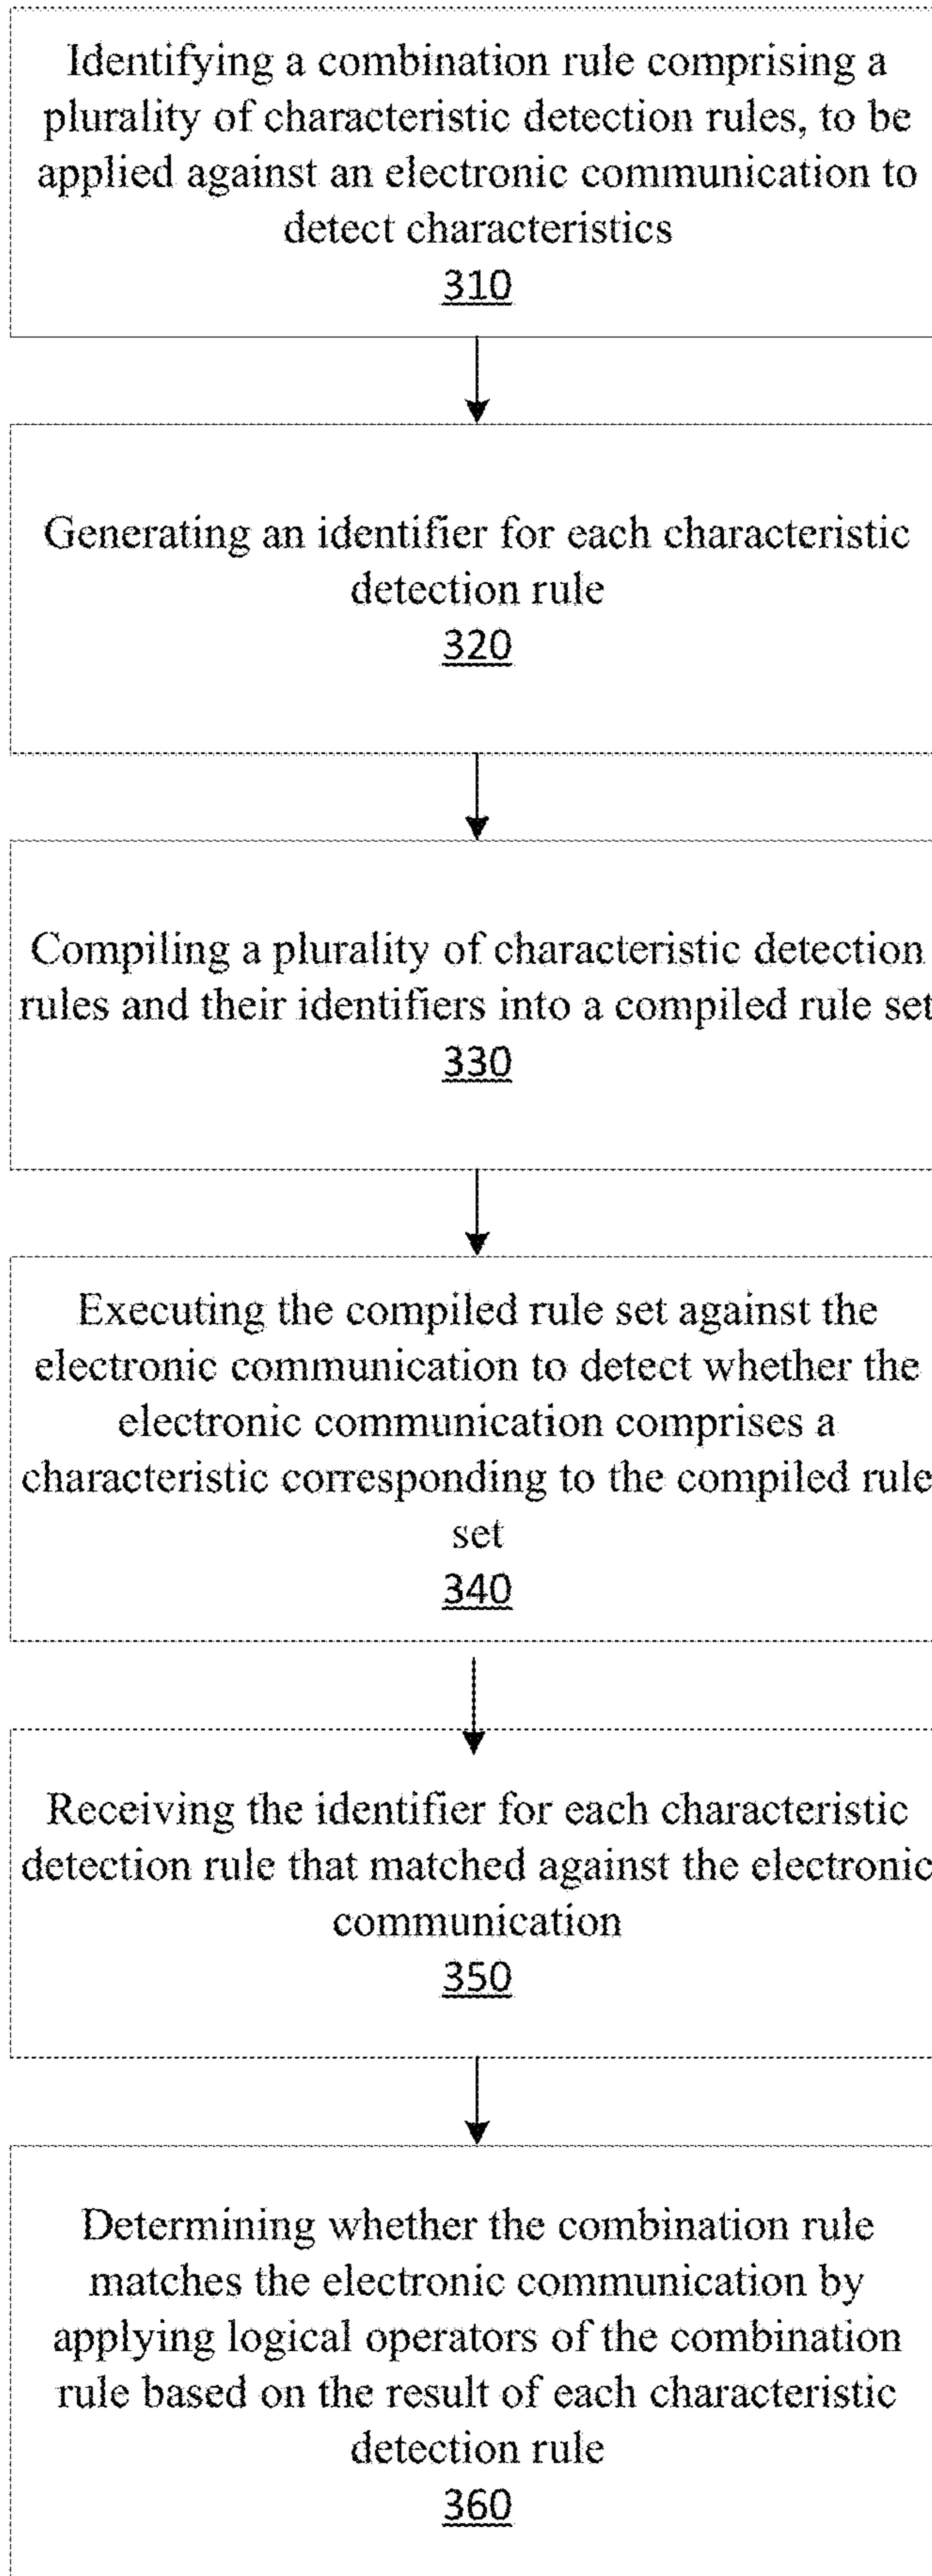 Identifying a combination rule comprising a
plurality of characteristic detection rules, to be
applied against an electronic communication to
detect characteristics
310
Generating an identifier for each characteristic
detection rule
320
Compiling a plurality of characteristic detection
rules and their identifiers into a compiled rule set
330
Executing the compiled rule set against the
electronic communication to detect whether the
electronic communication comprises a
characteristic corresponding to the compiled rule
set
340
Receiving the identifier for each characteristic
detection rule that matched against the electronic
communication
350
Determining whether the combination rule
matches the electronic communication by
applying logical operators of the combination
rule based on the result of each characteristic
detection rule
360